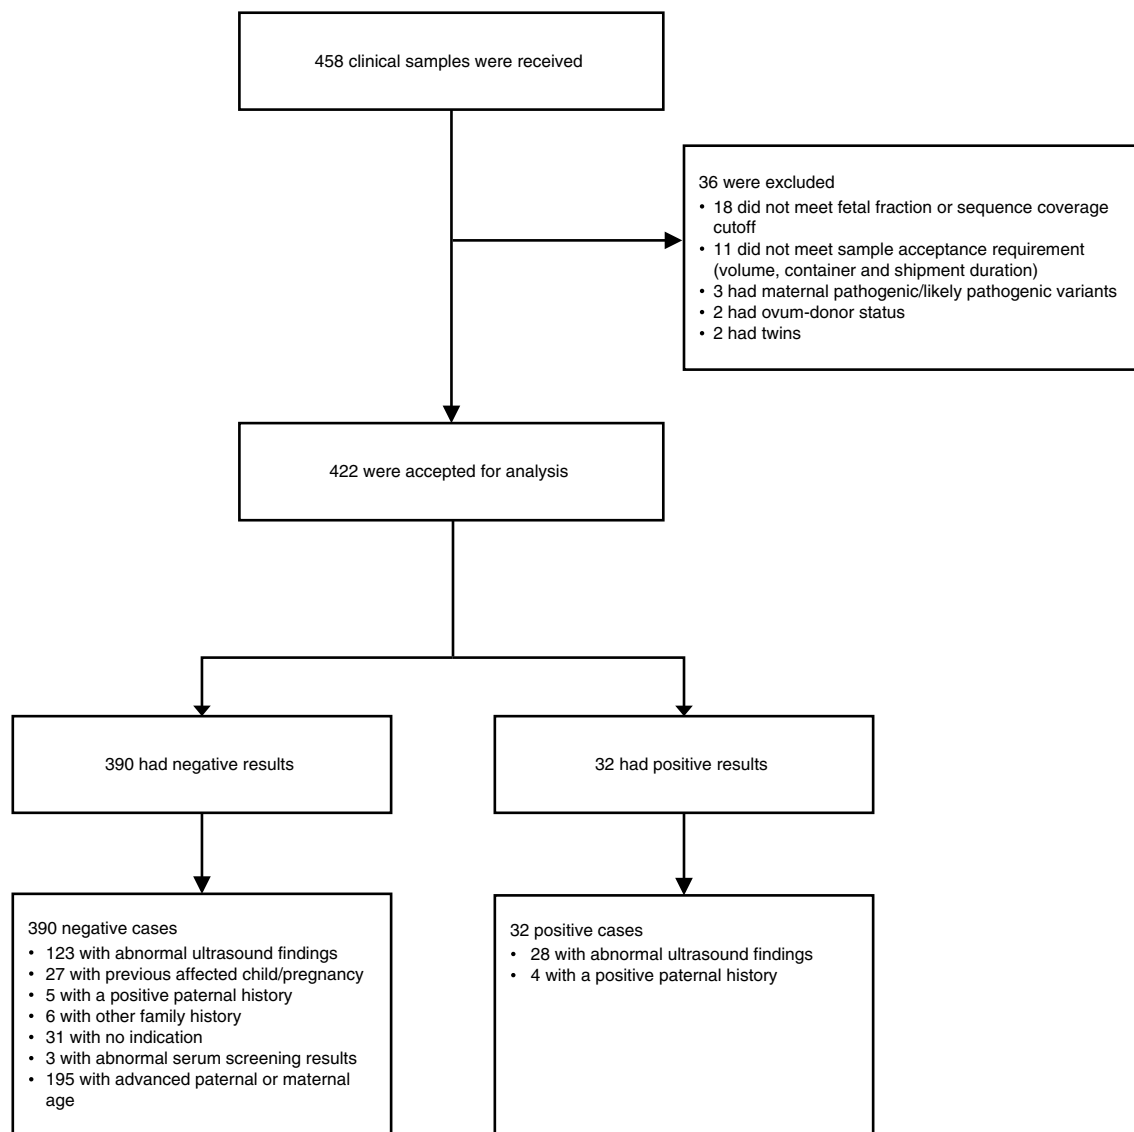 458 clinical samples were received
36 were excluded
• 18 did not meet fetal fraction or sequence coverage
cutoff
• 11 did not meet sample acceptance requirement
(volume, container and shipment duration)
• 3 had maternal pathogenic/likely pathogenic variants
• 2 had ovum-donor status
• 2 had twins
422 were accepted for analysis
390 had negative results
32 had positive results
390 negative cases
• 123 with abnormal ultrasound findings
• 27 with previous affected child/pregnancy
• 5 with a positive paternal history
• 6 with other family history
• 31 with no indication
• 3 with abnormal serum screening results
• 195 with advanced paternal or maternal
age
32 positive cases
• 28 with abnormal ultrasound findings
• 4 with a positive paternal history